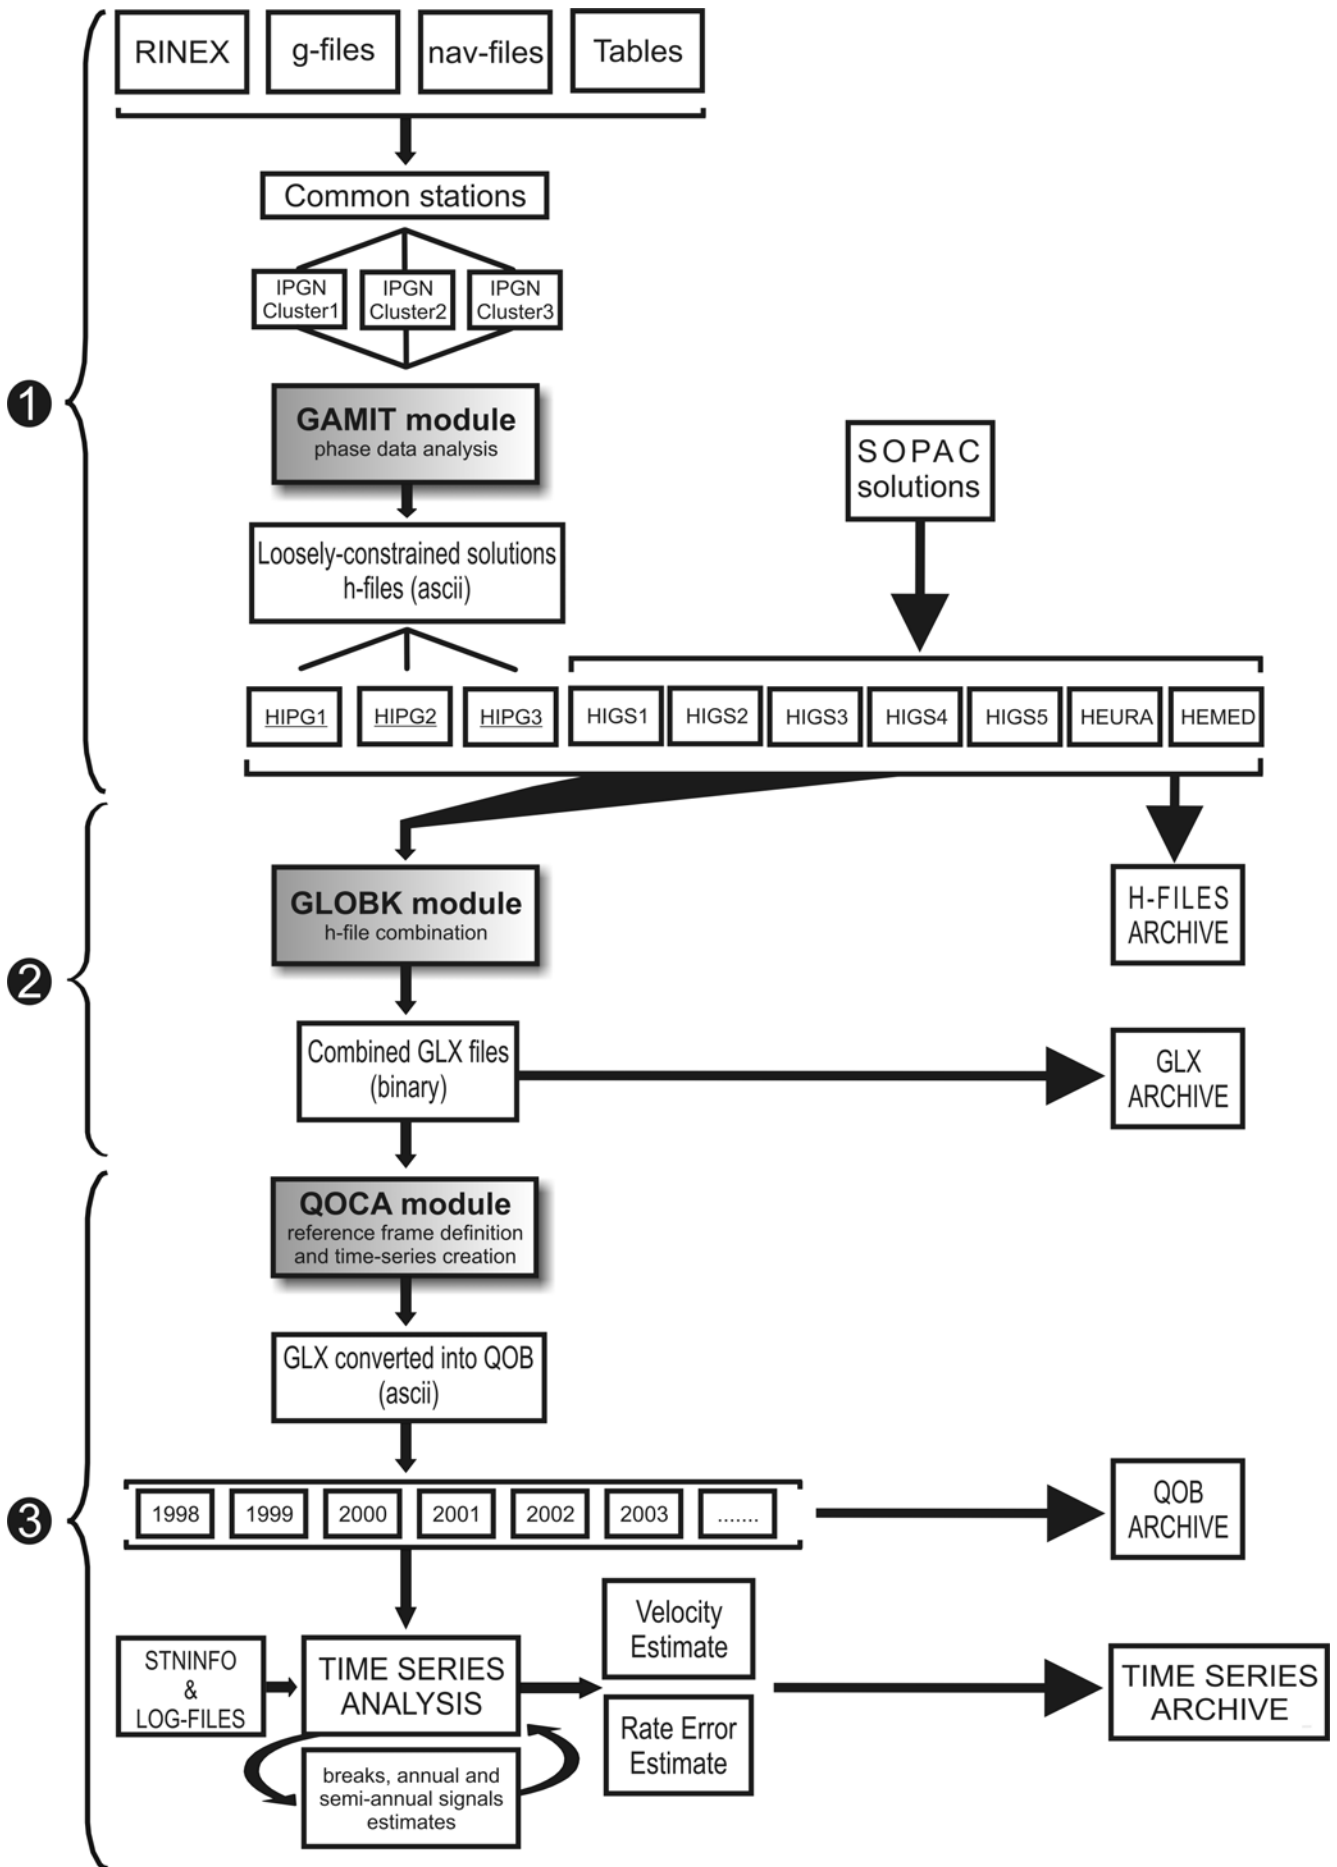 RINEX
g-files
nav-files
Tables
Common stations
IPGN
Cluster1
IPGN
Cluster2
IPGN
Cluster3
1
GAMIT module
phase data analysis
SOPAC
solutions
Loosely-constrained solutions
h-files (ascii)
HIPG1
HIPG2
HIPG3
HIGS1
HIGS2
HIGS3
HIGS4
HIGS5
HEURA
HEMED
2
GLOBK module
h-file combination
H-FILES
ARCHIVE
Combined GLX files
(binary)
GLX
ARCHIVE
3
QOCA module
reference frame definition
and time-series creation
GLX converted into QOB
(ascii)
1998
1999
2000
2001
2002
2003
.......
QOB
ARCHIVE
STNINFO
&
LOG-FILES
TIME SERIES
ANALYSIS
Velocity
Estimate
Rate Error
Estimate
TIME SERIES
ARCHIVE
breaks, annual and
semi-annual signals
estimates